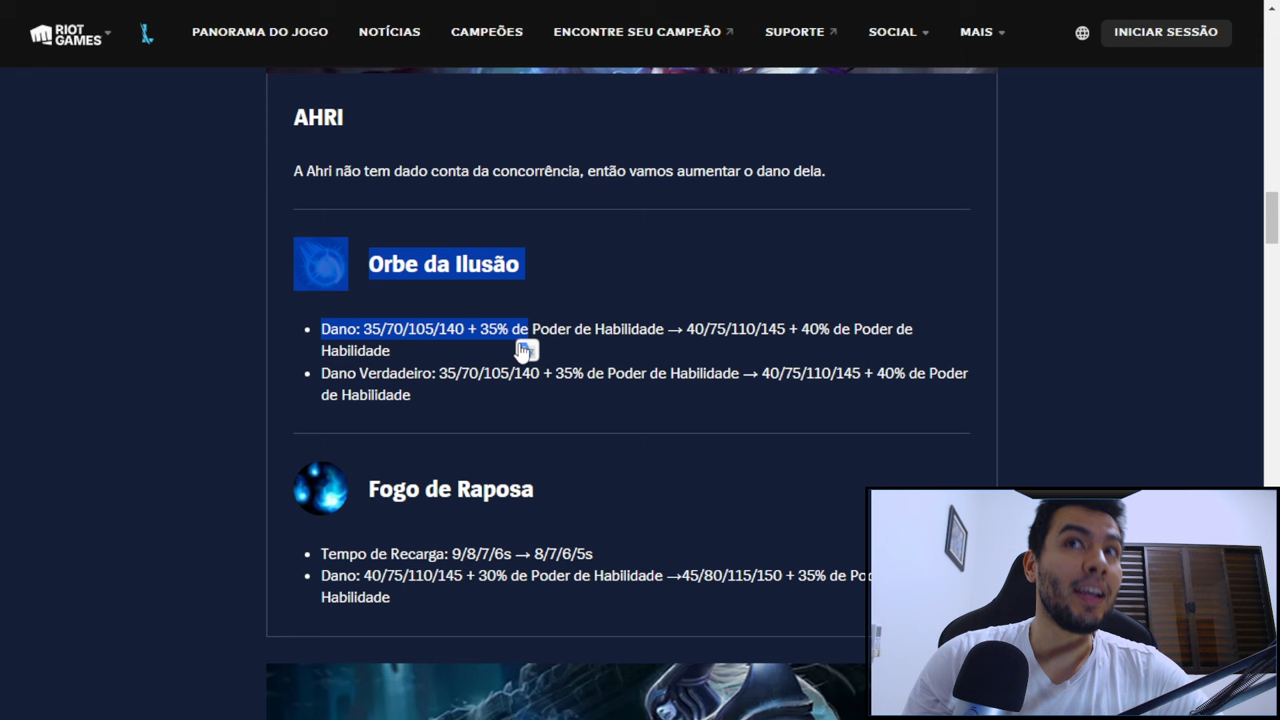 RIOT GAMES
PANORAMA DO JOGO NOTÍCIAS CAMPEÕES ENCONTRE SEU CAMPEÃO SUPORTE SOCIAL MAIS INICIAR SESSÃO
AHRI
A Ahri não tem dado conta da concorrência, então vamos aumentar o dano dela.
Orbe da Ilusão
• Dano: 35/70/105/140 + 35% de Poder de Habilidade → 40/75/110/145 + 40% de Poder de
Habilidade
• Dano Verdadeiro: 35/70/105/140 + 35% de Poder de Habilidade → 40/75/110/145 + 40% de Poder
de Habilidade
Fogo de Raposa
• Tempo de Recarga: 9/8/7/6s → 8/7/6/5s
• Dano: 40/75/110/145 + 30% de Poder de Habilidade →45/80/115/150 + 35% de
Habilidade